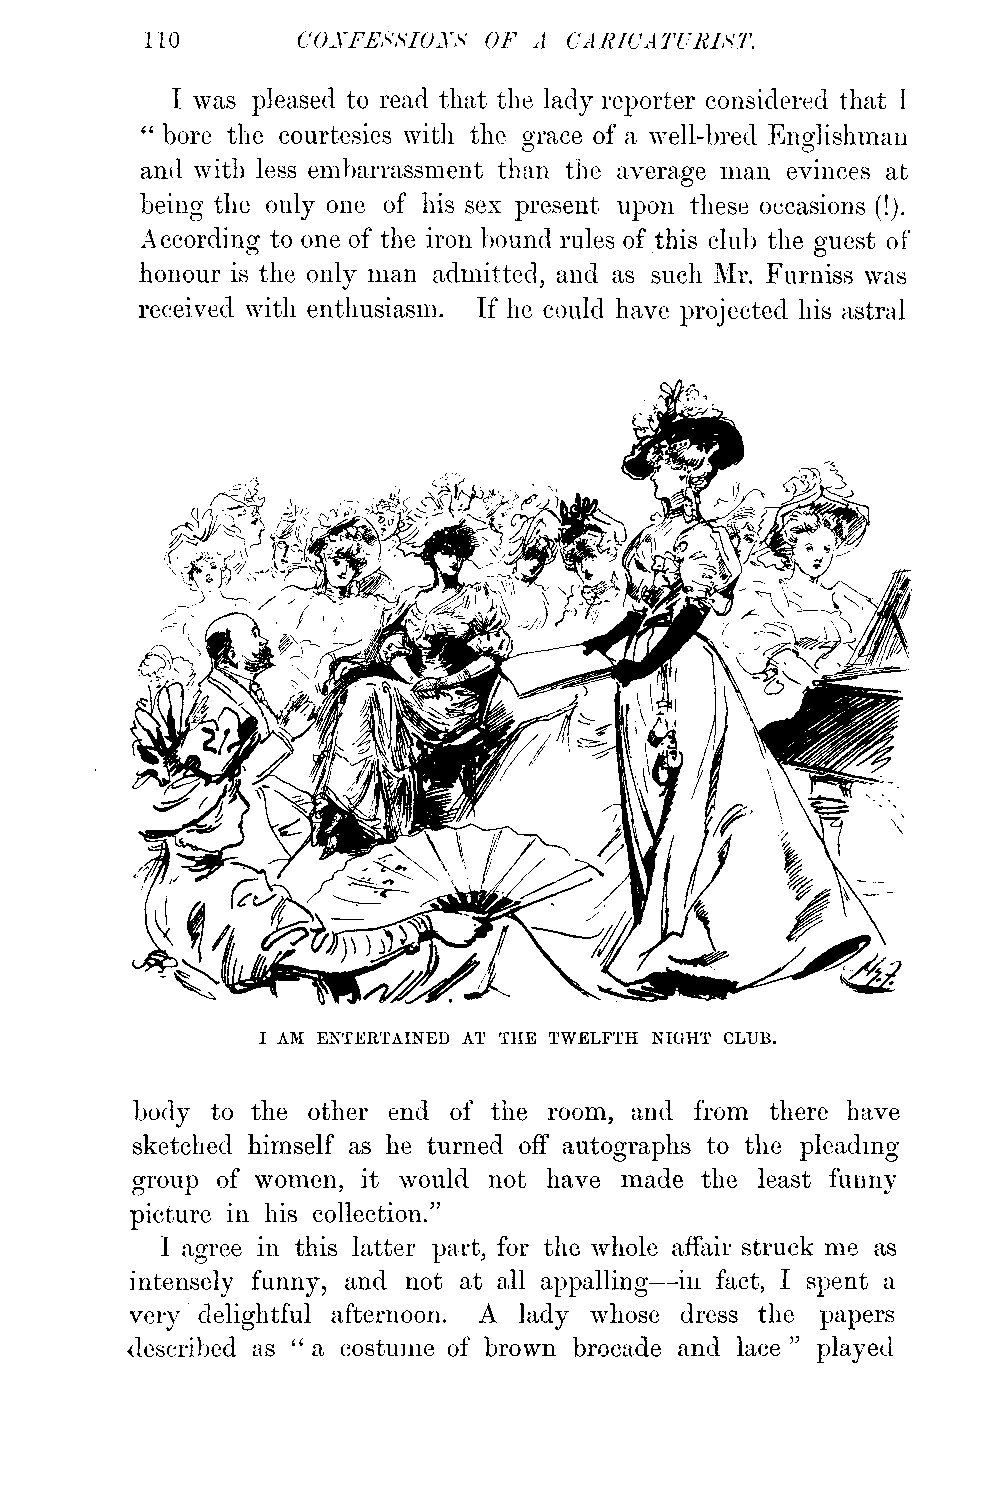 110 CONFESSIONS OF A CARICATURIST.
I was pleased to read that the lady reporter considered that I
“ bore the courtesies with the grace of a well-bred Englishman
and with less embarrassment than the average man evinces at
being the only one of his sex present upon these occasions (!).
According to one of the iron bound rules of this club the guest of
honour is the only man admitted, and as such Mr. Furniss was
received with enthusiasm. If he could have projected his astral
Hy. F.
I AM ENTERTAINED AT THE TWELFTH NIGHT CLUB.
body to the other end of the room, and from there have
sketched himself as he turned off autographs to the pleading
group of women, it would not have made the least funny
picture in his collection.”
I agree in this latter part, for the whole affair struck me as
intensely funny, and not at all appalling—in fact, I spent a
very delightful afternoon. A lady whose dress the papers
described as “ a costume of brown brocade and lace ” played